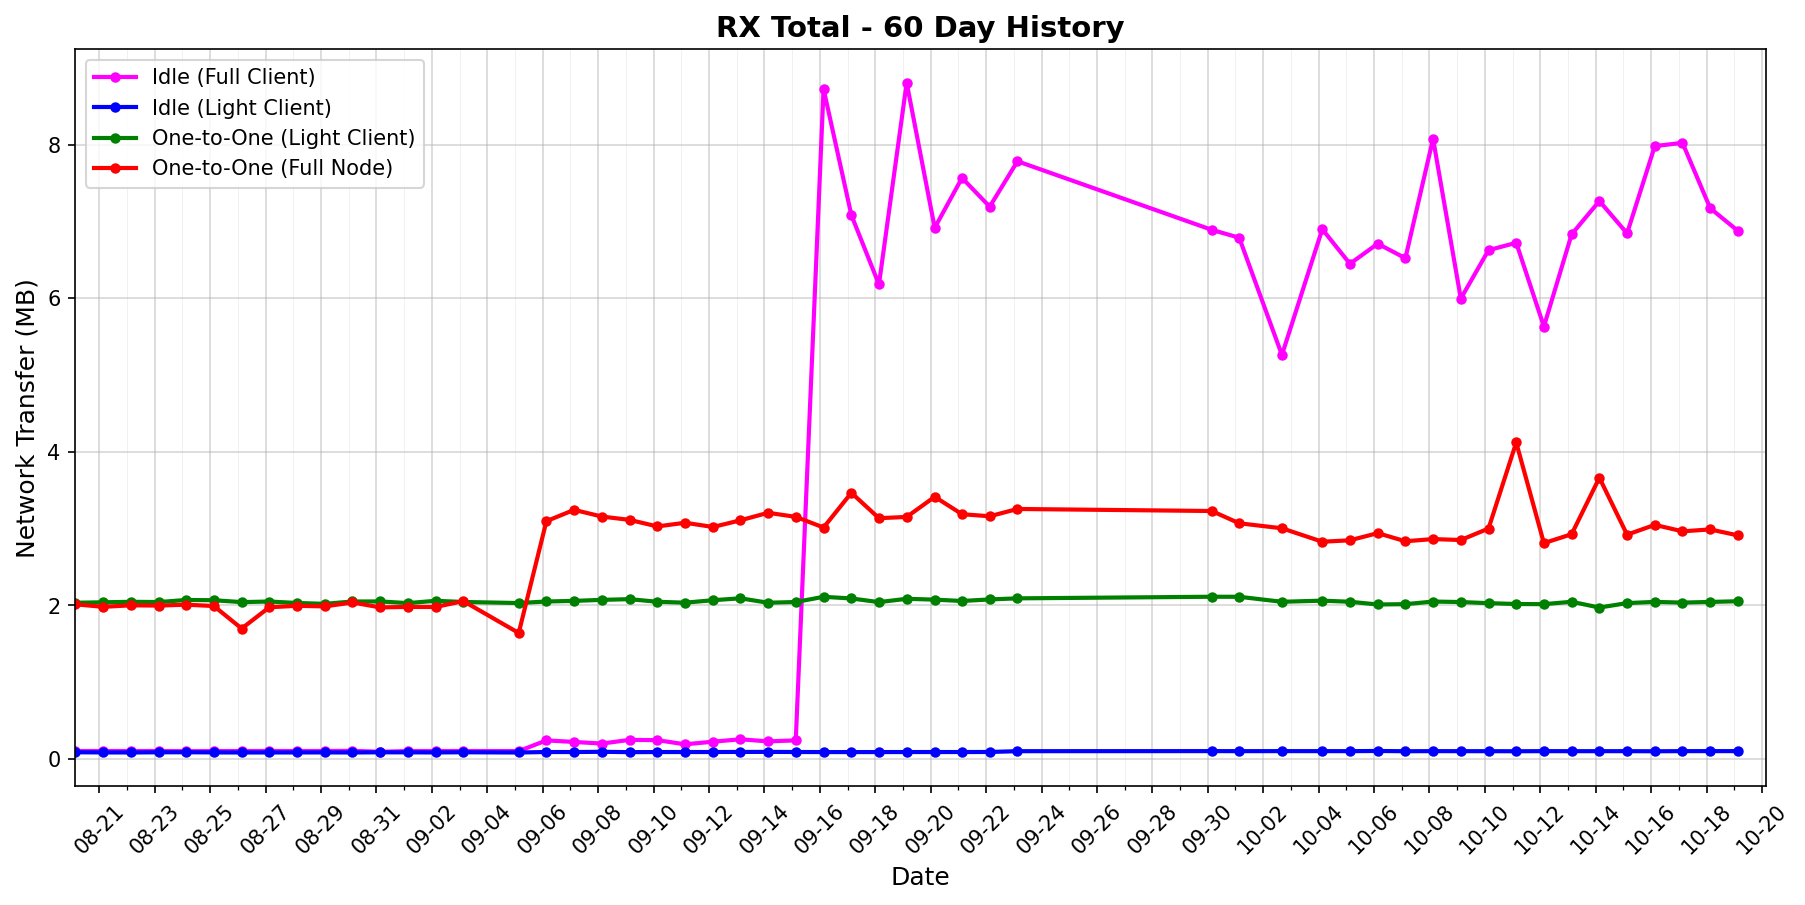 RX Total - 60 Day History
Idle (Full Client)
Idle (Light Client)
One-to-One (Light Client)
One-to-One (Full Node)
Network Transfer (MB)
8
6
4
2
0
08-21 08-23 08-25 08-27 08-29 08-31 09-02 09-04 09-06 09-08 09-10 09-12 09-14 09-16 09-18 09-20 09-22 09-24 09-26 09-28 09-30 10-02 10-04 10-06 10-08 10-10 10-12 10-14 10-16 10-18 10-20
Date